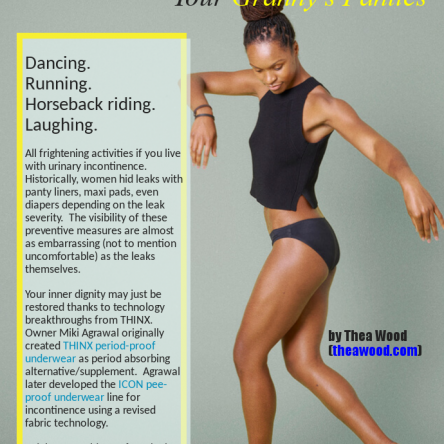 Your Granny's Panties
Dancing.
Running.
Horseback riding.
Laughing.
All frightening activities if you live
with urinary incontinence.
Historically, women hid leaks with
panty liners, maxi pads, even
diapers depending on the leak
severity. The visibility of these
preventive measures are almost
as embarrassing (not to mention
uncomfortable) as the leaks
themselves.
Your inner dignity may just be
restored thanks to technology
breakthroughs from THINX.
Owner Miki Agrawal originally
created THINX period-proof
underwear as period absorbing
alternative/supplement. Agrawal
later developed the ICON pee-
proof underwear line for
incontinence using a revised
fabric technology.
by Thea Wood
(theawood.com)